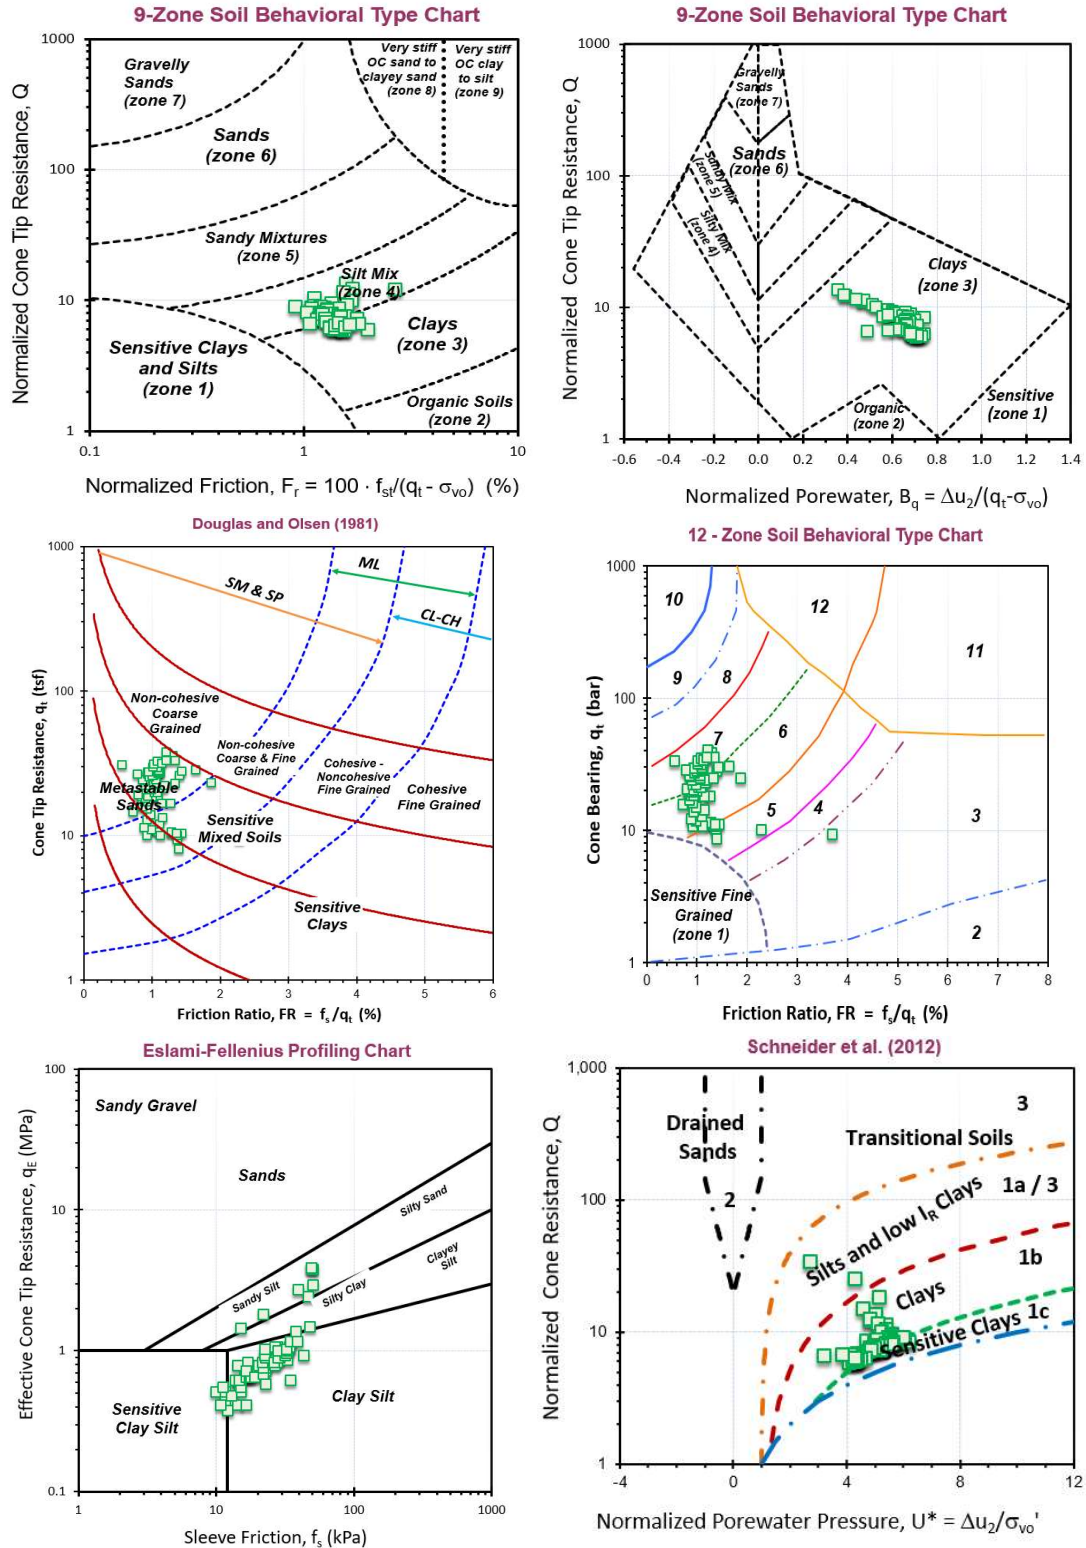 9-Zone Soil Behavioral Type Chart
Normalized Cone Tip Resistance, Q
1000
100
10
1
0.1
1
10
Gravelly
Sands
(zone 7)
Sands
(zone 6)
Very stiff
OC sand to
clayey sand
(zone 8)
Very stiff
OC clay
to silt
(zone 9)
Sandy Mixtures
(zone 5)
Silt Mix
(zone 4)
Clays
(zone 3)
Sensitive Clays
and Silts
(zone 1)
Organic Soils
(zone 2)
Normalized Friction, Fr = 100 · fst/(qt - σvo) (%)
9-Zone Soil Behavioral Type Chart
Normalized Cone Tip Resistance, Q
1000
100
10
1
-0.6 -0.4 -0.2 0.0 0.2 0.4 0.6 0.8 1.0 1.2 1.4
Gravelly
Sands
(zone 7)
Sands
(zone 6)
Sandy Mix
(zone 5)
Silty Mix
(zone 4)
Clays
(zone 3)
Organic
(zone 2)
Sensitive
(zone 1)
Normalized Porewater, Bq = Δu2/(qt-σvo)
Douglas and Olsen (1981)
Cone Tip Resistance, qt (tsf)
1000
100
10
1
0 1 2 3 4 5 6
SM & SP
ML
CL-CH
Non-cohesive
Coarse
Grained
Non-cohesive
Coarse & Fine
Grained
Cohesive -
Noncohesive
Fine Grained
Cohesive
Fine Grained
Metastable
Sands
Sensitive
Mixed Soils
Sensitive
Clays
Friction Ratio, FR = fs/qt (%)
12 - Zone Soil Behavioral Type Chart
Cone Bearing, qt (bar)
1000
100
10
1
0 1 2 3 4 5 6 7 8
10
12
11
9
8
7
6
5
4
3
2
Sensitive Fine
Grained
(zone 1)
Friction Ratio, FR = fs/qt (%)
Eslami-Fellenius Profiling Chart
Effective Cone Tip Resistance, qE (MPa)
100
10
1
0.1
1 10 100 1000
Sandy Gravel
Sands
Silty Sand
Sandy Silt
Clayey
Silt
Silty Clay
Sensitive
Clay Silt
Clay Silt
Sleeve Friction, fs (kPa)
Schneider et al. (2012)
Normalized Cone Resistance, Q
1,000
100
10
1
-4 0 4 8 12
Drained
Sands
2
3
Transitional Soils
1a / 3
Silts and low IR Clays
1b
Clays
1c
Sensitive Clays
Normalized Porewater Pressure, U* = Δu2/σvo'